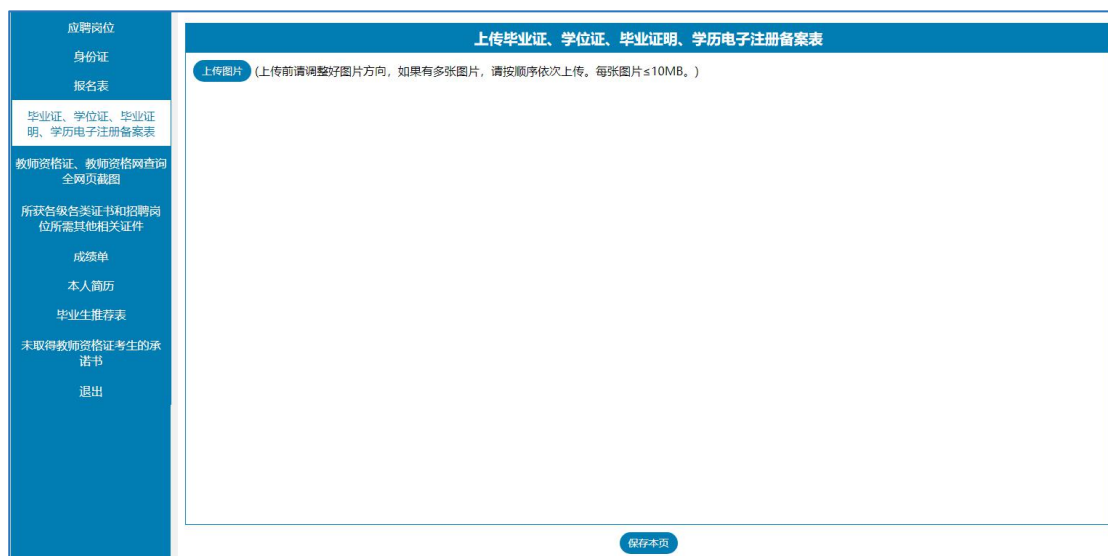 应聘岗位
身份证
报名表
毕业证、学位证、毕业证
明、学历电子注册备案表
教师资格证、教师资格网查询
全网页截图
所获各级各类证书和招聘岗
位所需其他相关证件
成绩单
本人简历
毕业生推荐表
未取得教师资格证考生的承
诺书
退出
上传毕业证、学位证、毕业证明、学历电子注册备案表
上传图片 (上传前请调整好图片方向，如果有多张图片，请按顺序依次上传。每张图片≤10MB。)
保存本页